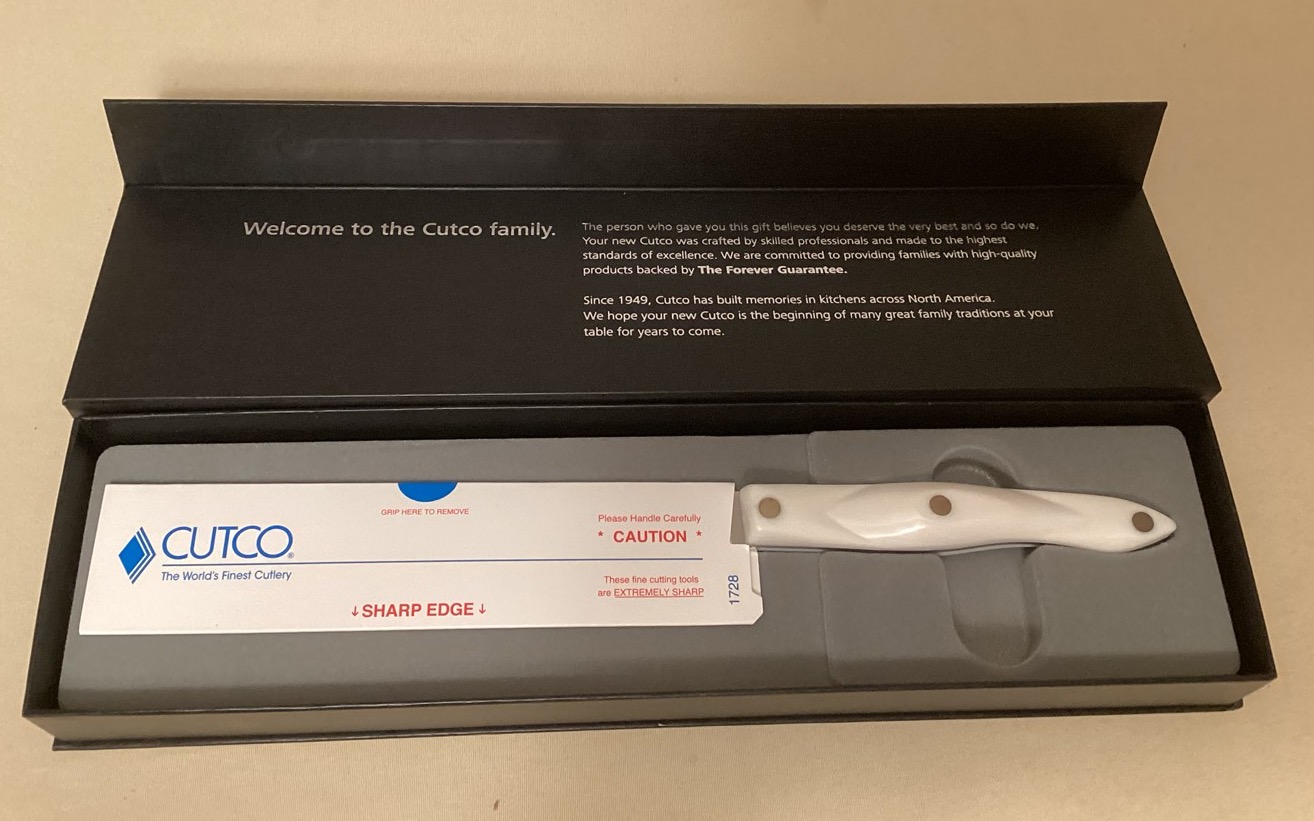 Welcome to the Cutco family.
The person who gave you this gift believes you deserve the very best and so do we.
Your new Cutco was crafted by skilled professionals and made to the highest
standards of excellence. We are committed to providing families with high-quality
products backed by The Forever Guarantee.
Since 1949, Cutco has built memories in kitchens across North America.
We hope your new Cutco is the beginning of many great family traditions at your
table for years to come.
GRIP HERE TO REMOVE
CUTCO®
The World's Finest Cutlery
Please Handle Carefully
* CAUTION *
These fine cutting tools
are EXTREMELY SHARP
↓ SHARP EDGE ↓
1728